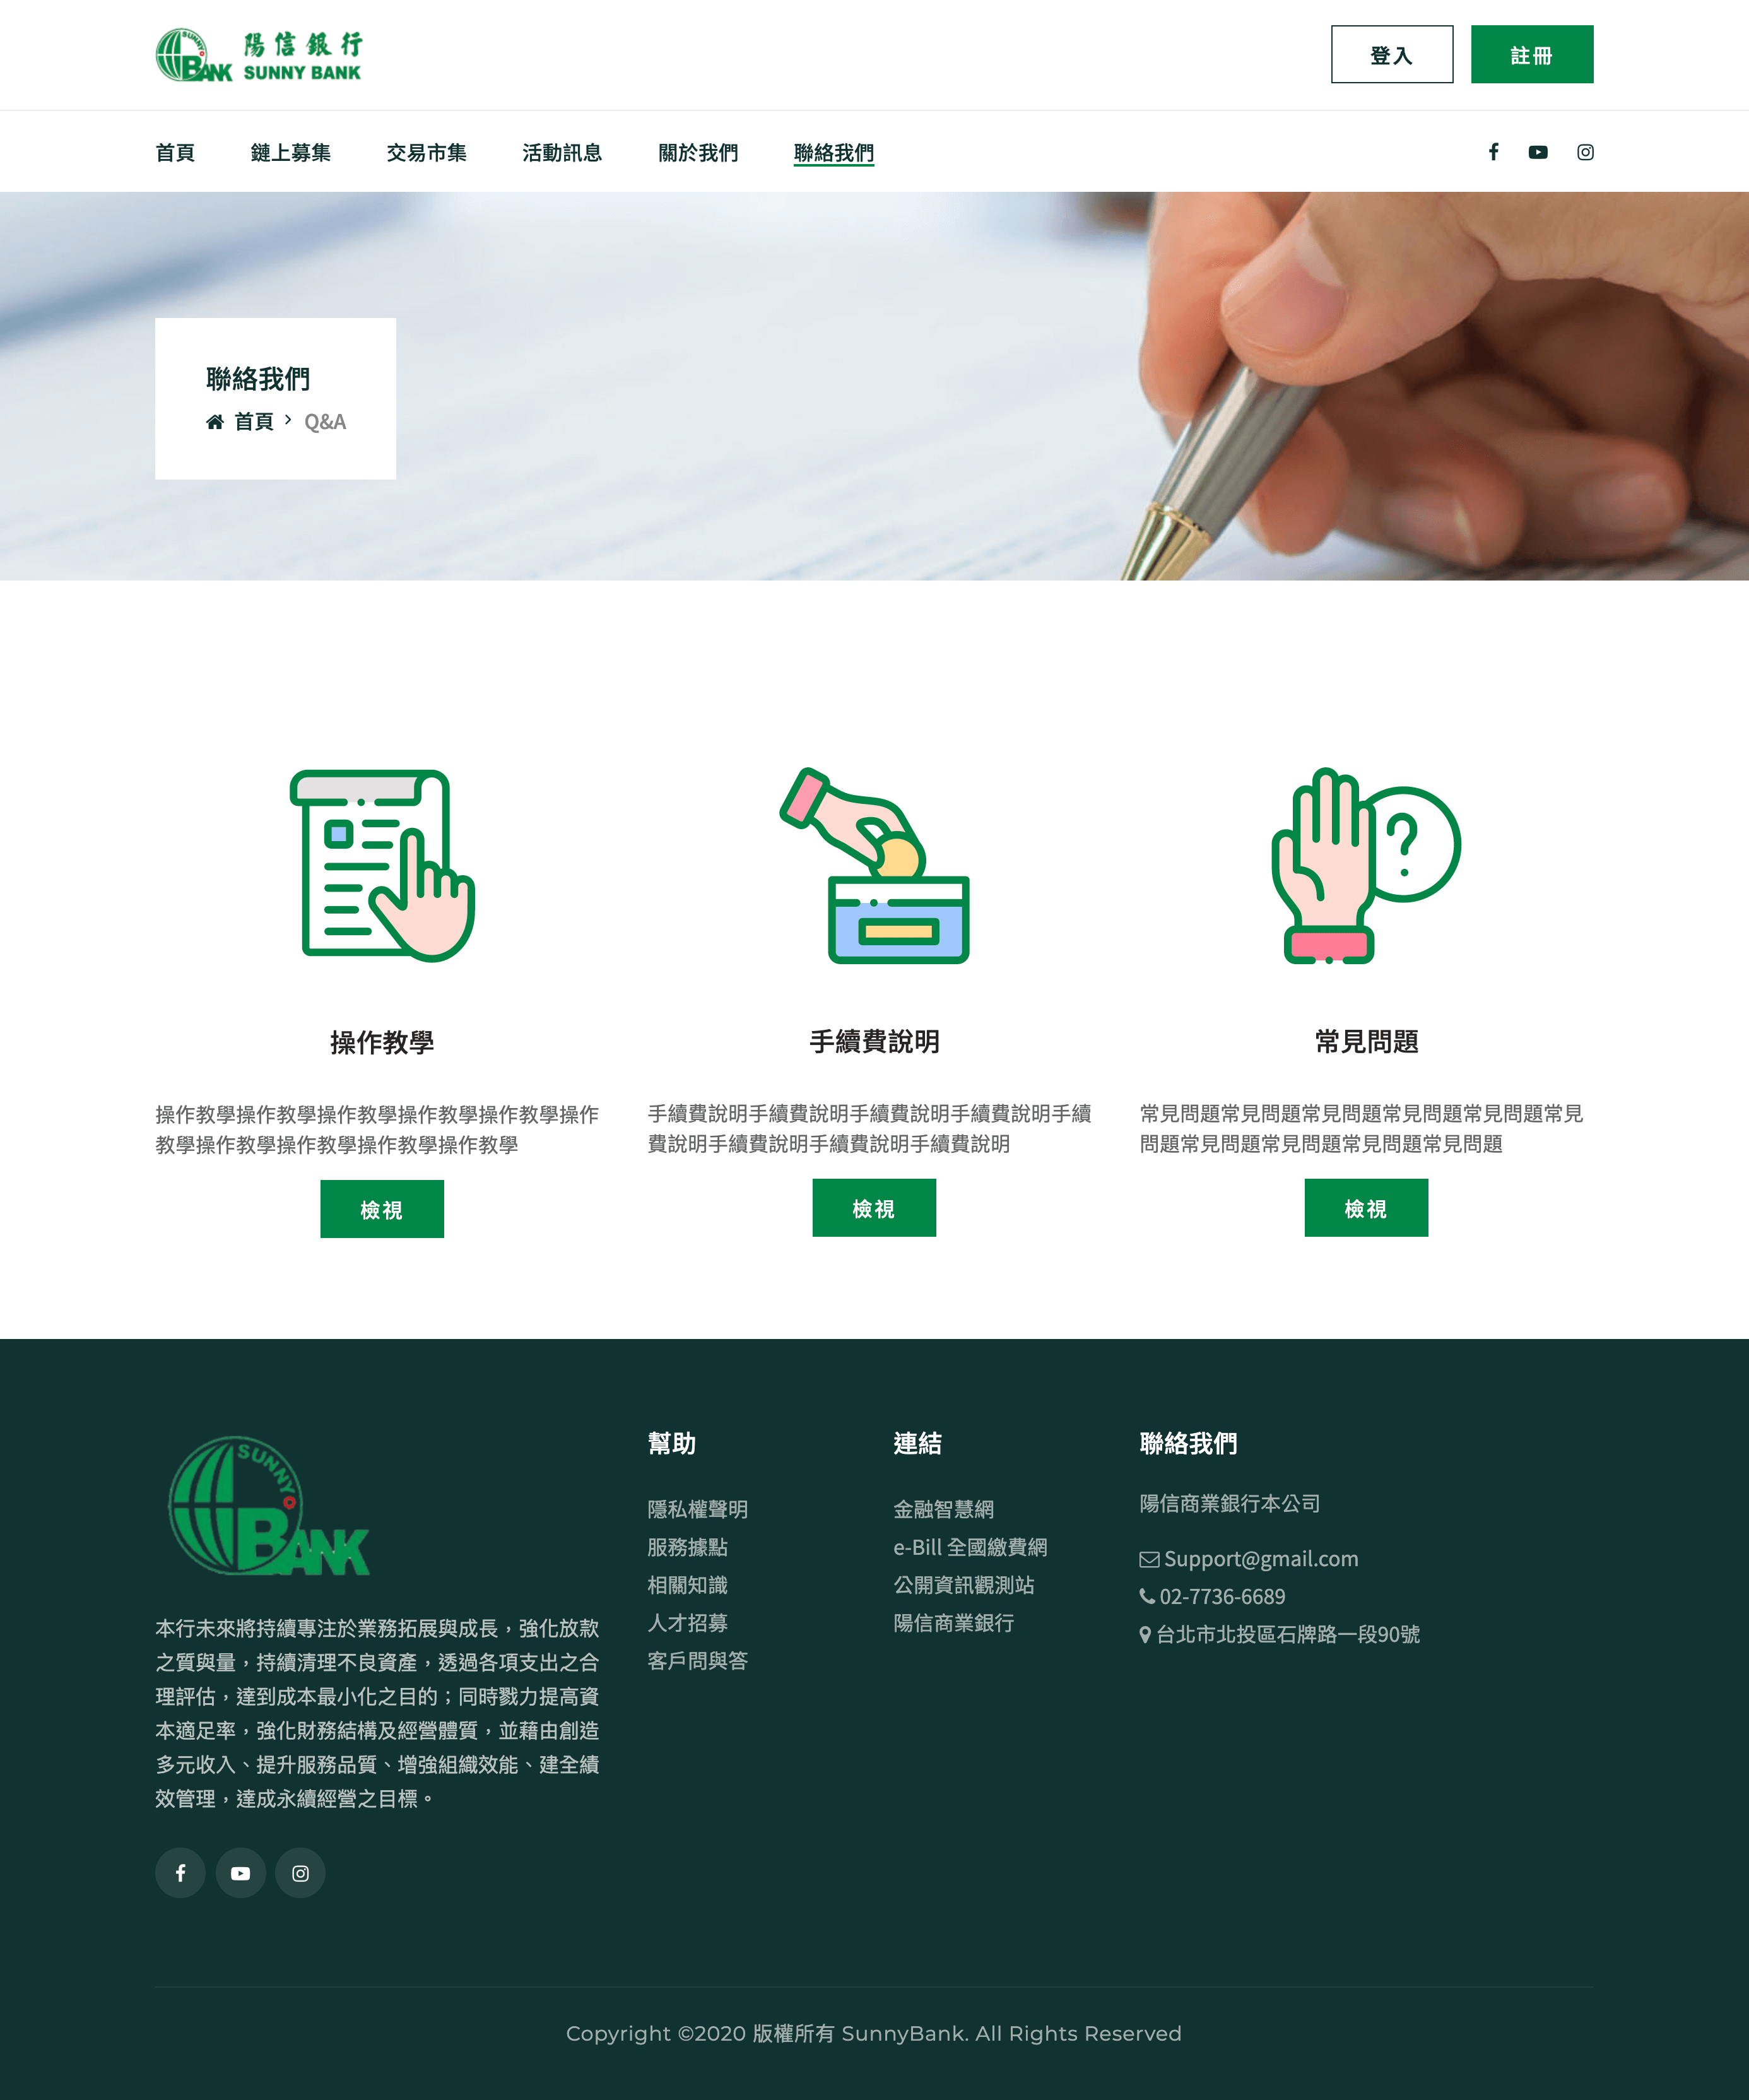 SUNNY
BANK
陽信銀行
SUNNY BANK
登入
註冊
首頁
鏈上募集
交易市集
活動訊息
關於我們
聯絡我們
聯絡我們
首頁 > Q&A
操作教學
操作教學操作教學操作教學操作教學操作教學操作
教學操作教學操作教學操作教學操作教學
檢視
手續費說明
手續費說明手續費說明手續費說明手續費說明手續
費說明手續費說明手續費說明手續費說明
檢視
?
常見問題
常見問題常見問題常見問題常見問題常見問題常見
問題常見問題常見問題常見問題常見問題
檢視
SUNNY
BANK
本行未來將持續專注於業務拓展與成長，強化放款
之質與量，持續清理不良資產，透過各項支出之合
理評估，達到成本最小化之目的；同時戮力提高資
本適足率，強化財務結構及經營體質，並藉由創造
多元收入、提升服務品質、增強組織效能、建全績
效管理，達成永續經營之目標。
幫助
隱私權聲明
服務據點
相關知識
人才招募
客戶問與答
連結
金融智慧網
e-Bill 全國繳費網
公開資訊觀測站
陽信商業銀行
聯絡我們
陽信商業銀行本公司
Support@gmail.com
02-7736-6689
台北市北投區石牌路一段90號
Copyright ©2020 版權所有 SunnyBank. All Rights Reserved